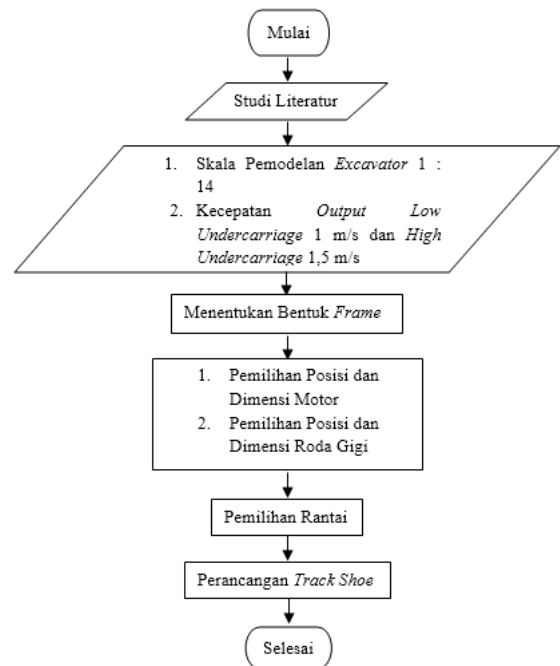 Mulai
Studi Literatur
1. Skala Pemodelan Excavator 1 :
14
2. Kecepatan Output Low
Undercarriage 1 m/s dan High
Undercarriage 1,5 m/s
Menentukan Bentuk Frame
1. Pemilihan Posisi dan
Dimensi Motor
2. Pemilihan Posisi dan
Dimensi Roda Gigi
Pemilihan Rantai
Perancangan Track Shoe
Selesai